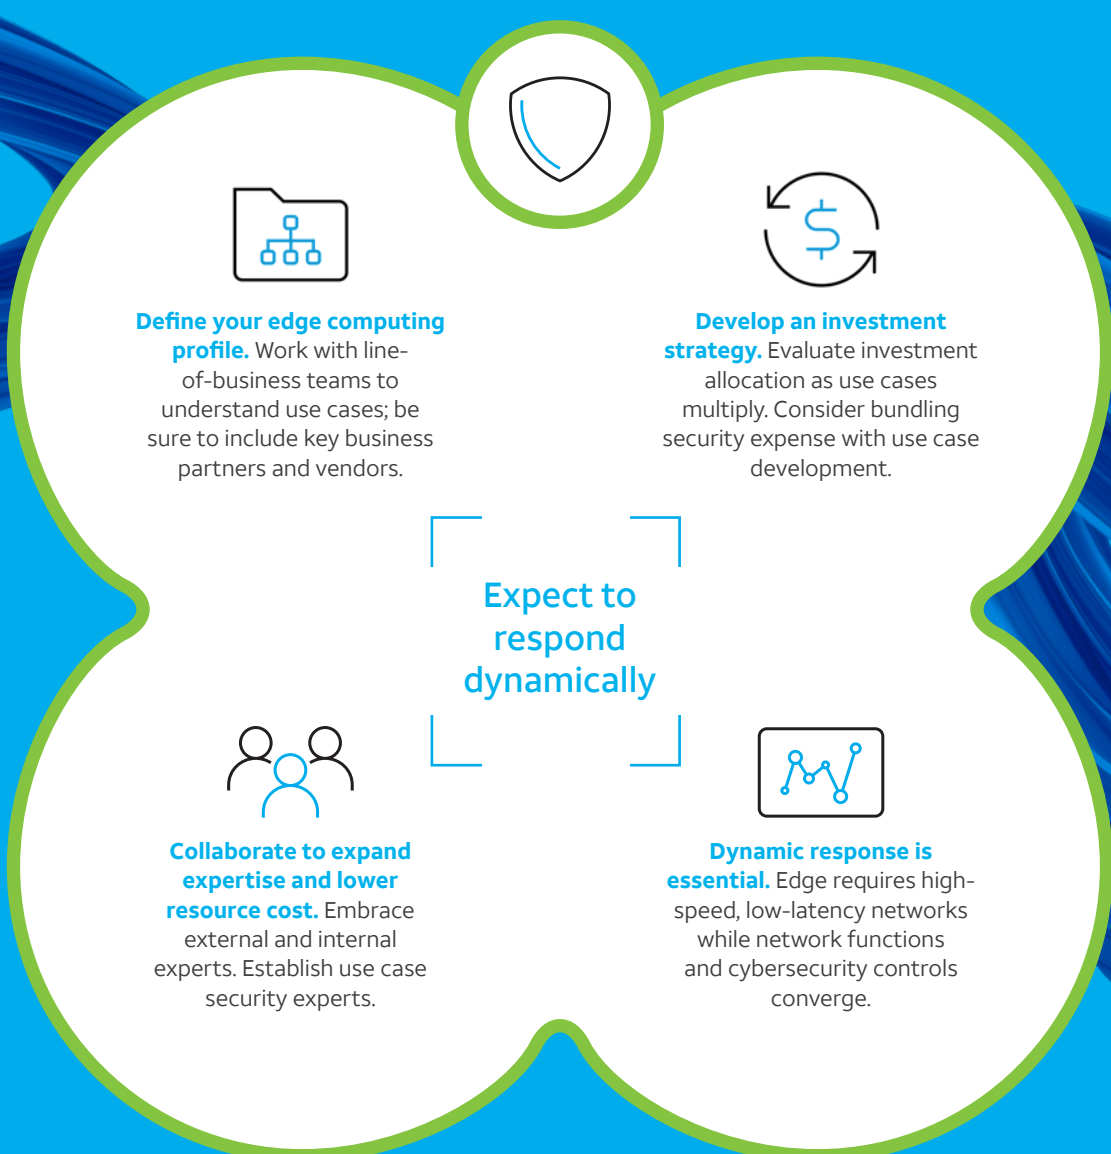 Define your edge computing
profile. Work with line-
of-business teams to
understand use cases; be
sure to include key business
partners and vendors.
Develop an investment
strategy. Evaluate investment
allocation as use cases
multiply. Consider bundling
security expense with use case
development.
Expect to
respond
dynamically
Collaborate to expand
expertise and lower
resource cost. Embrace
external and internal
experts. Establish use case
security experts.
Dynamic response is
essential. Edge requires high-
speed, low-latency networks
while network functions
and cybersecurity controls
converge.